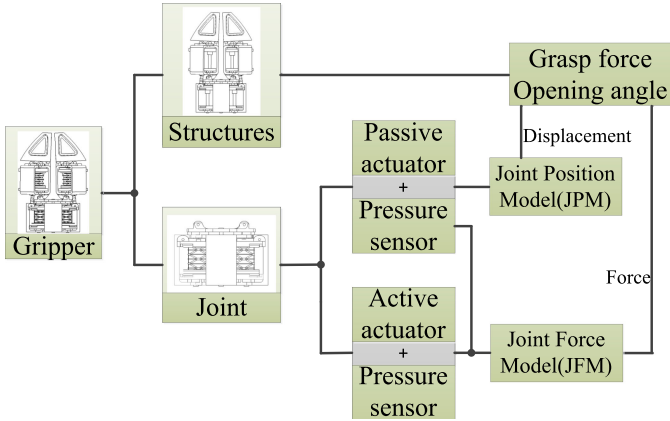 Grasp force
Opening angle
Structures
Passive
actuator
+
Pressure
sensor
Displacement
Joint Position
Model(JPM)
Gripper
Joint
Force
Active
actuator
+
Pressure
sensor
Joint Force
Model(JFM)